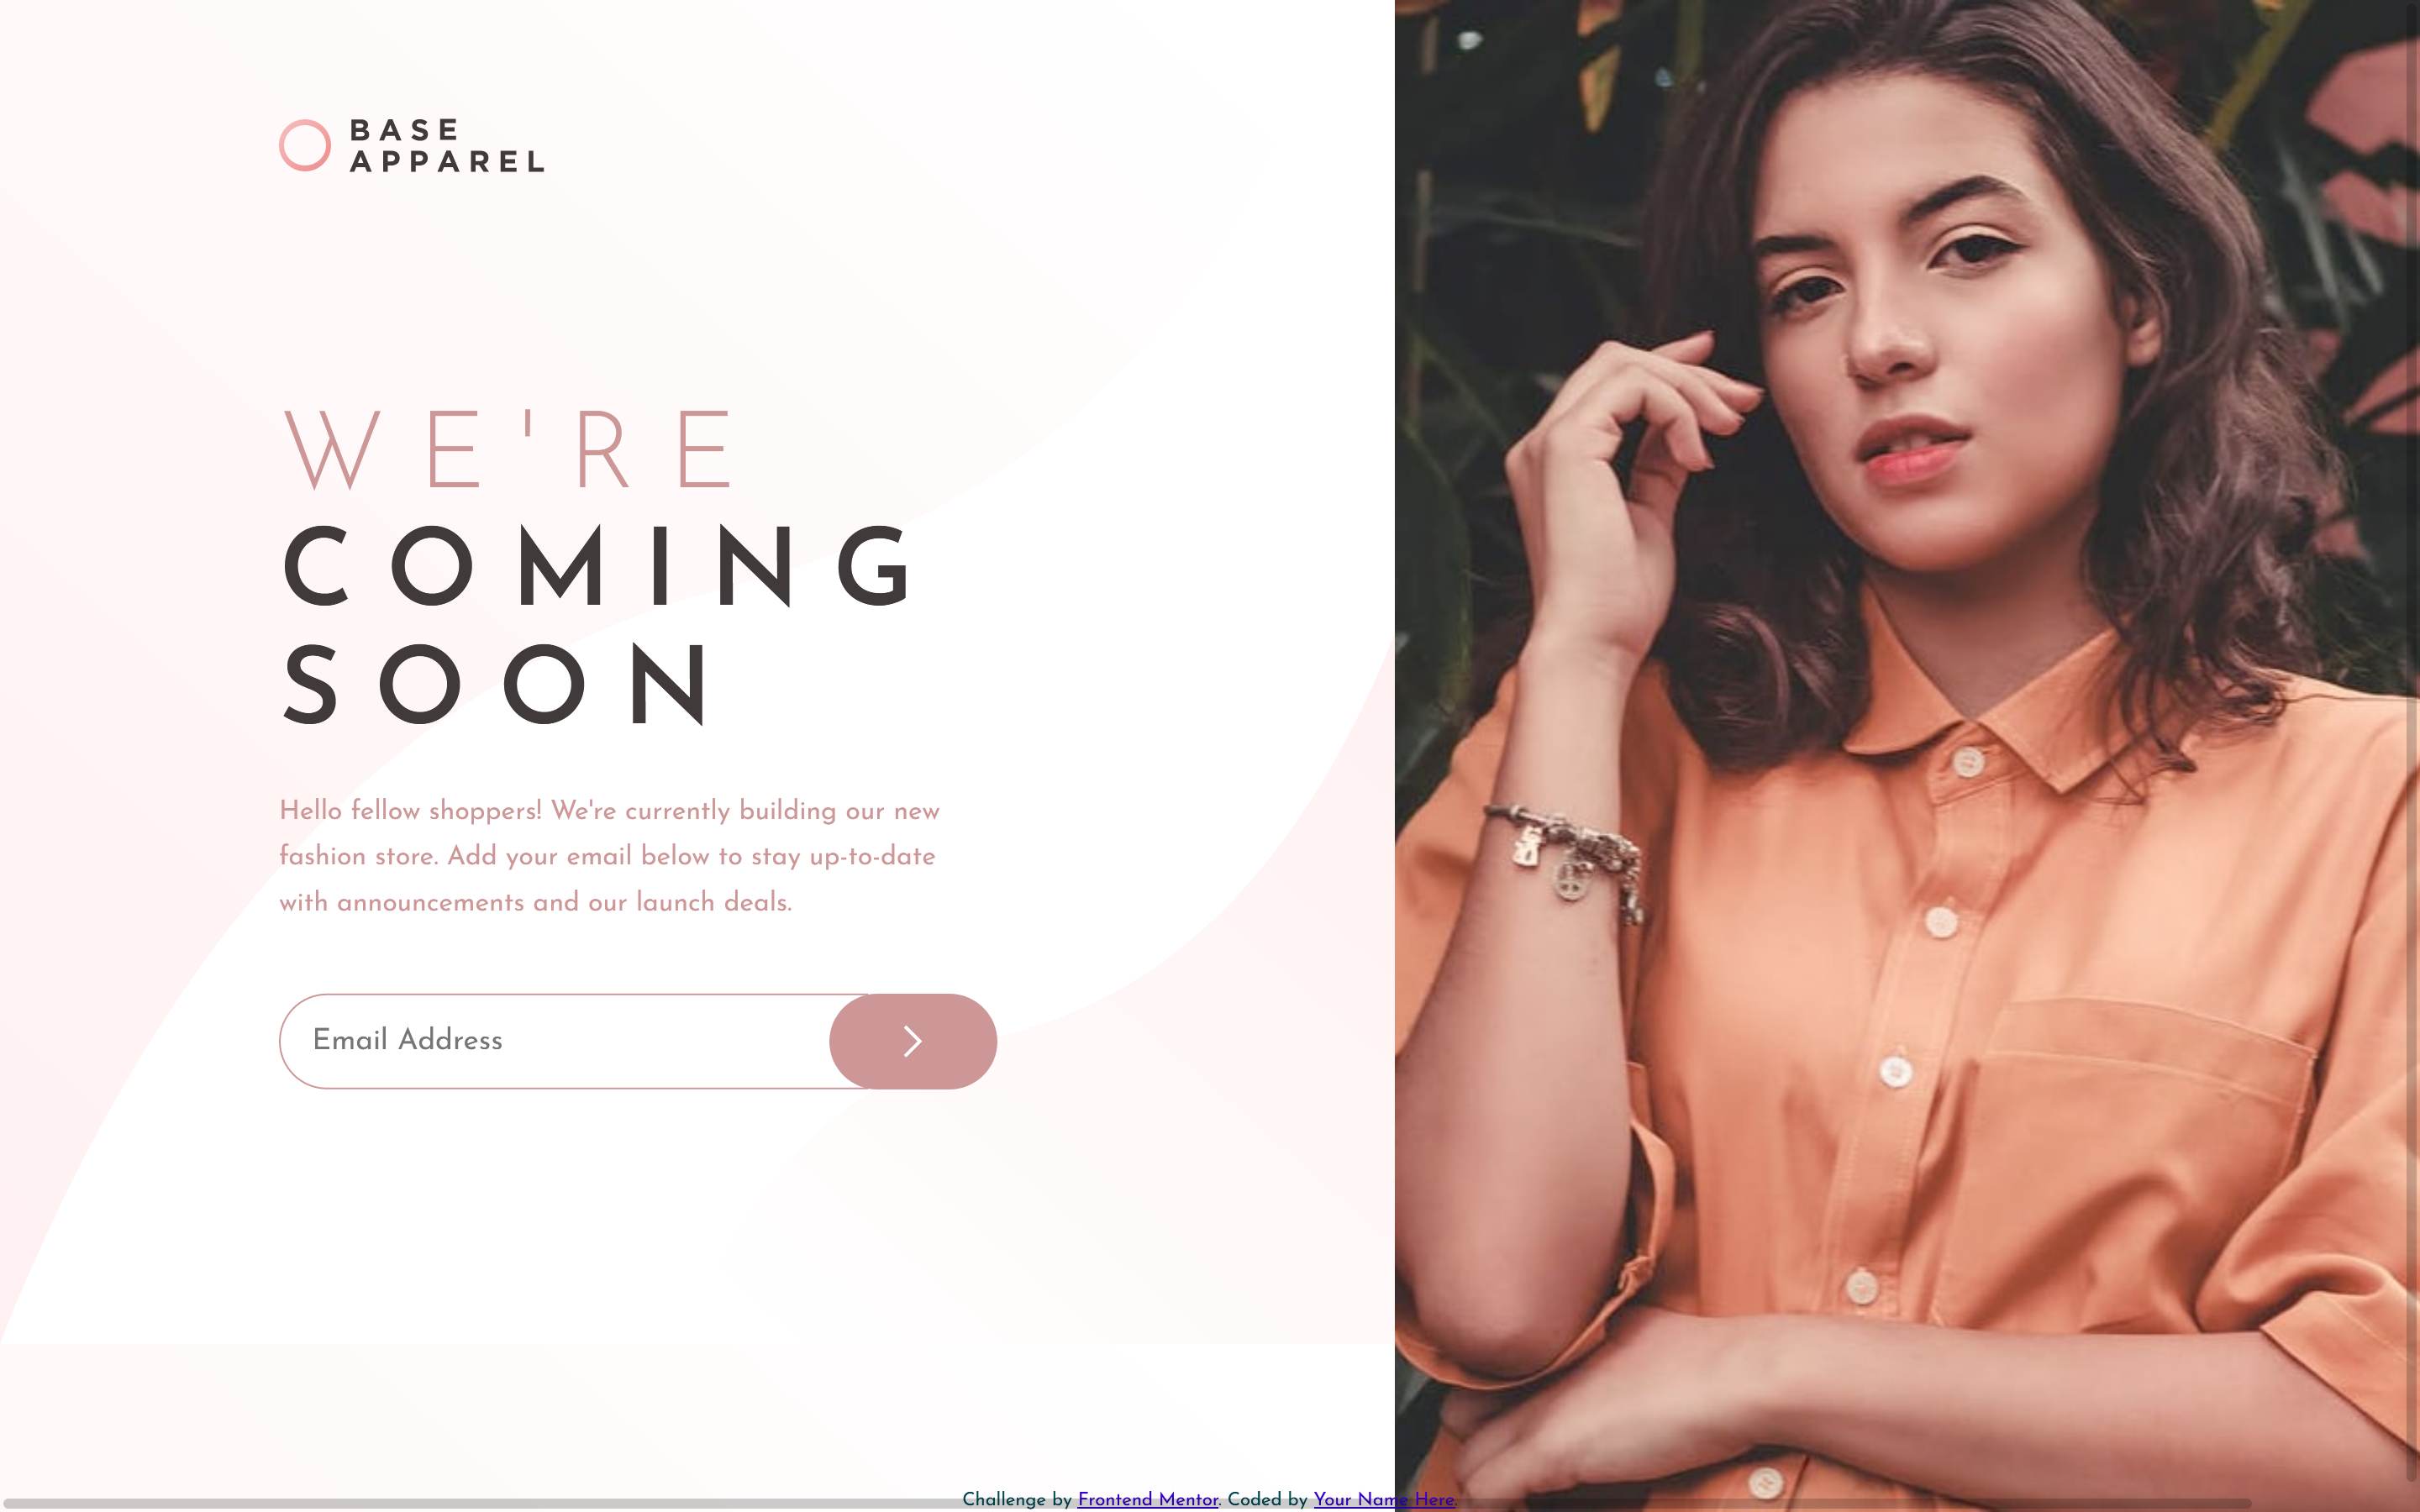 BASE
APPAREL
WE'RE
COMING
SOON
Hello fellow shoppers! We're currently building our new
fashion store. Add your email below to stay up-to-date
with announcements and our launch deals.
Email Address
Challenge by Frontend Mentor. Coded by Your Name Here.